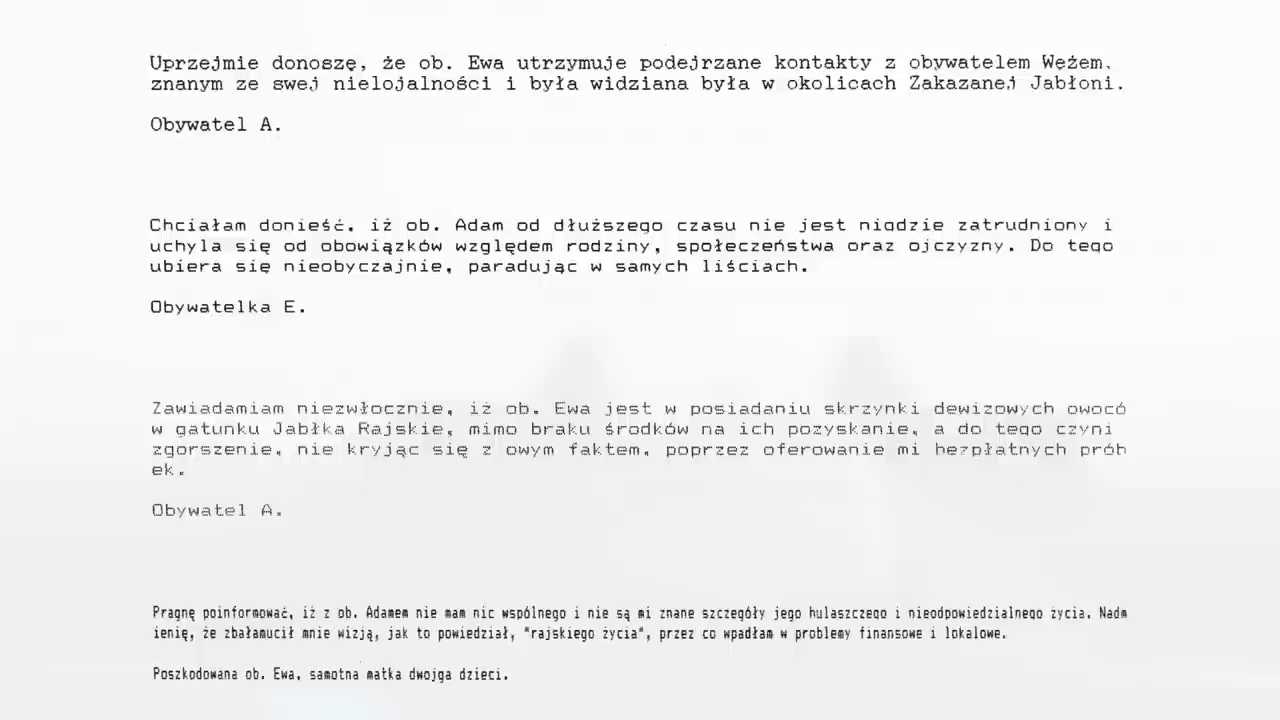 Uprzejmie donoszę, że ob. Ewa utrzymuje podejrzane kontakty z obywatelem Wężem,
znanym ze swej nielojalności i była widziana była w okolicach Zakazanej Jabłoni.
Obywatel A.
Chciałam donieść, iż ob. Adam od dłuższego czasu nie jest nigdzie zatrudniony i
uchyla się od obowiązków względem rodziny, społeczeństwa oraz ojczyzny. Do tego
ubiera się nieobyczajnie, paradując w samych liściach.
Obywatelka E.
Zawiadamiam niezwłocznie, iż ob. Ewa jest w posiadaniu skrzynki dewizowych owocó
w gatunku Jabłka Rajskie, mimo braku środków na ich pozyskanie, a do tego czyni
zgorszenie, nie kryjąc się z owym faktem, poprzez oferowanie mi bezpłatnych prób
ek.
Obywatel A.
Pragnę poinformować, iż z ob. Adamem nie mam nic wspólnego i nie są mi znane szczegóły jego hulaszczego i nieodpowiedzialnego życia. Nadm
ienię, że zbałamucił mnie wizją, jak to powiedział, "rajskiego życia", przez co wpadłam w problemy finansowe i lokalowe.
Poszkodowana ob. Ewa, samotna matka dwojga dzieci.